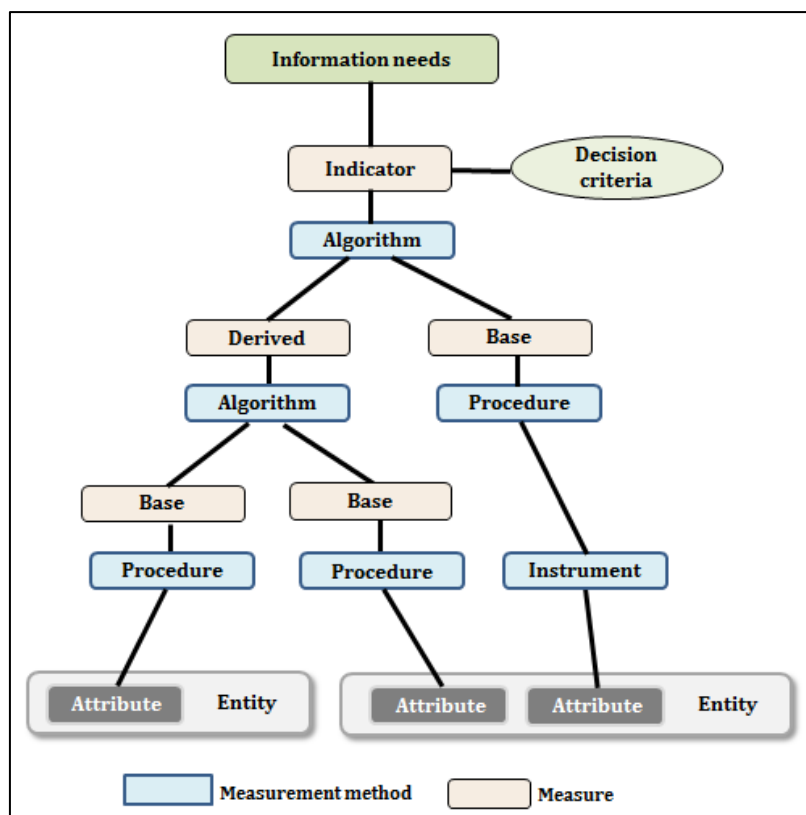 Information needs
Indicator
Decision
criteria
Algorithm
Derived
Base
Algorithm
Procedure
Base
Base
Procedure
Procedure
Instrument
Attribute
Entity
Attribute
Attribute
Entity
Measurement method
Measure